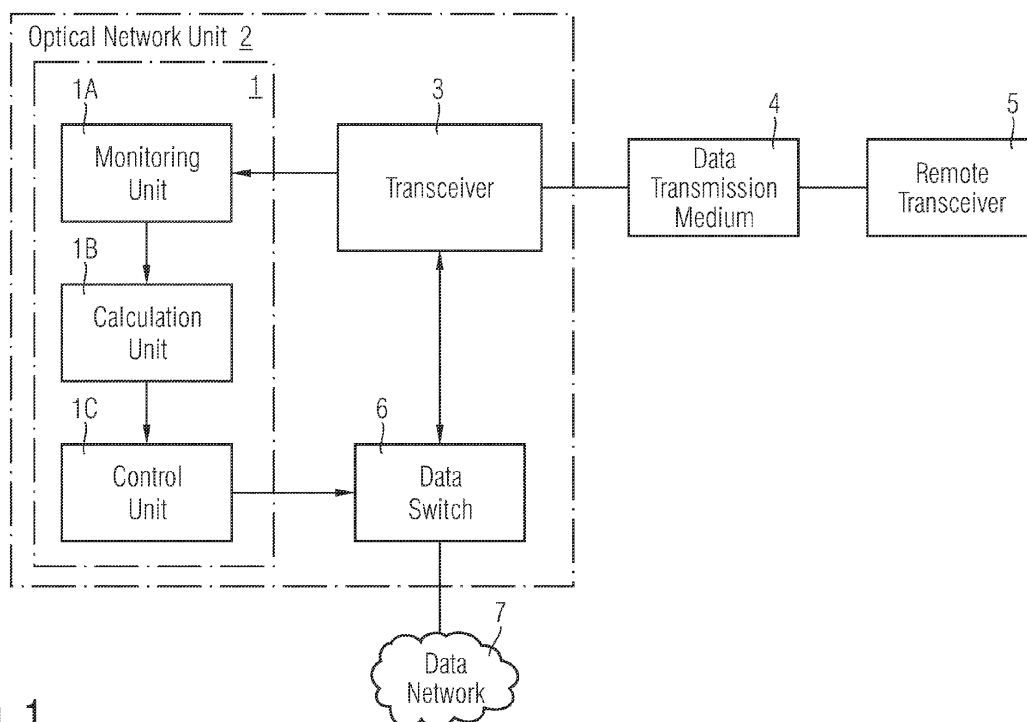 Optical Network Unit 2
1
1A
Monitoring
Unit
1B
Calculation
Unit
1C
Control
Unit
3
Transceiver
4
Data
Transmission
Medium
5
Remote
Transceiver
6
Data
Switch
7
Data
Network
1